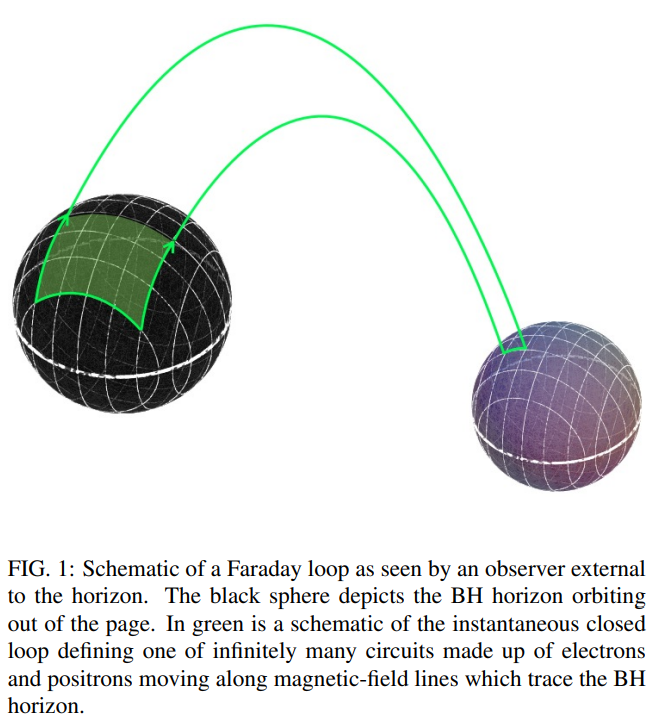 FIG. 1: Schematic of a Faraday loop as seen by an observer external
to the horizon. The black sphere depicts the BH horizon orbiting
out of the page. In green is a schematic of the instantaneous closed
loop defining one of infinitely many circuits made up of electrons
and positrons moving along magnetic-field lines which trace the BH
horizon.